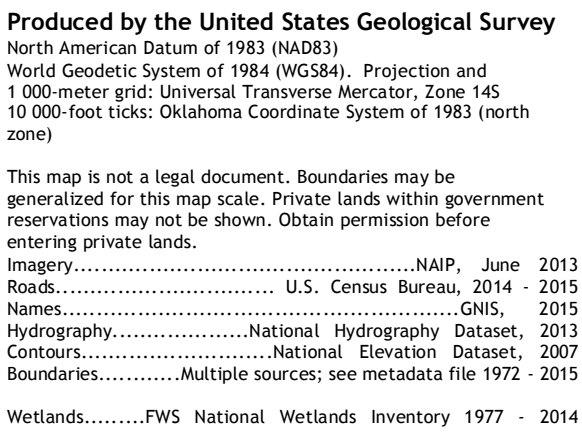 Produced by the United States Geological Survey
North American Datum of 1983 (NAD83)
World Geodetic System of 1984 (WGS84). Projection and
1 000-meter grid: Universal Transverse Mercator, Zone 14S
10 000-foot ticks: Oklahoma Coordinate System of 1983 (north
zone)
This map is not a legal document. Boundaries may be
generalized for this map scale. Private lands within government
reservations may not be shown. Obtain permission before
entering private lands.
Imagery..................................................NAIP, June 2013
Roads................................ U.S. Census Bureau, 2014 - 2015
Names..........................................................GNIS, 2015
Hydrography...................National Hydrography Dataset, 2013
Contours............................National Elevation Dataset, 2007
Boundaries............Multiple sources; see metadata file 1972 - 2015
Wetlands.........FWS National Wetlands Inventory 1977 - 2014